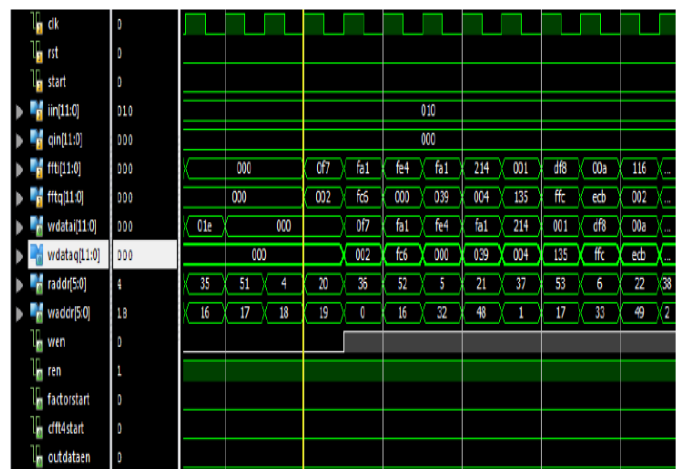 clk 0
rst 0
start 0
iin[11:0] 010 010
qin[11:0] 000 000
ffti[11:0] 000 000 0f7 fa1 fe4 fa1 214 001 df8 00a 116 ...
fftq[11:0] 000 000 002 fc6 000 039 004 135 ffc ecb 002 ...
wdatai[11:0] 000 01e 000 0f7 fa1 fe4 fa1 214 001 df8 00a ...
wdataq[11:0] 000 000 002 fc6 000 039 004 135 ffc ecb ...
raddr[5:0] 4 35 51 4 20 36 52 5 21 37 53 6 22 38
waddr[5:0] 18 16 17 18 19 0 16 32 48 1 17 33 49 2
wen 0
ren 1
factorstart 0
cfft4start 0
outdataen 0